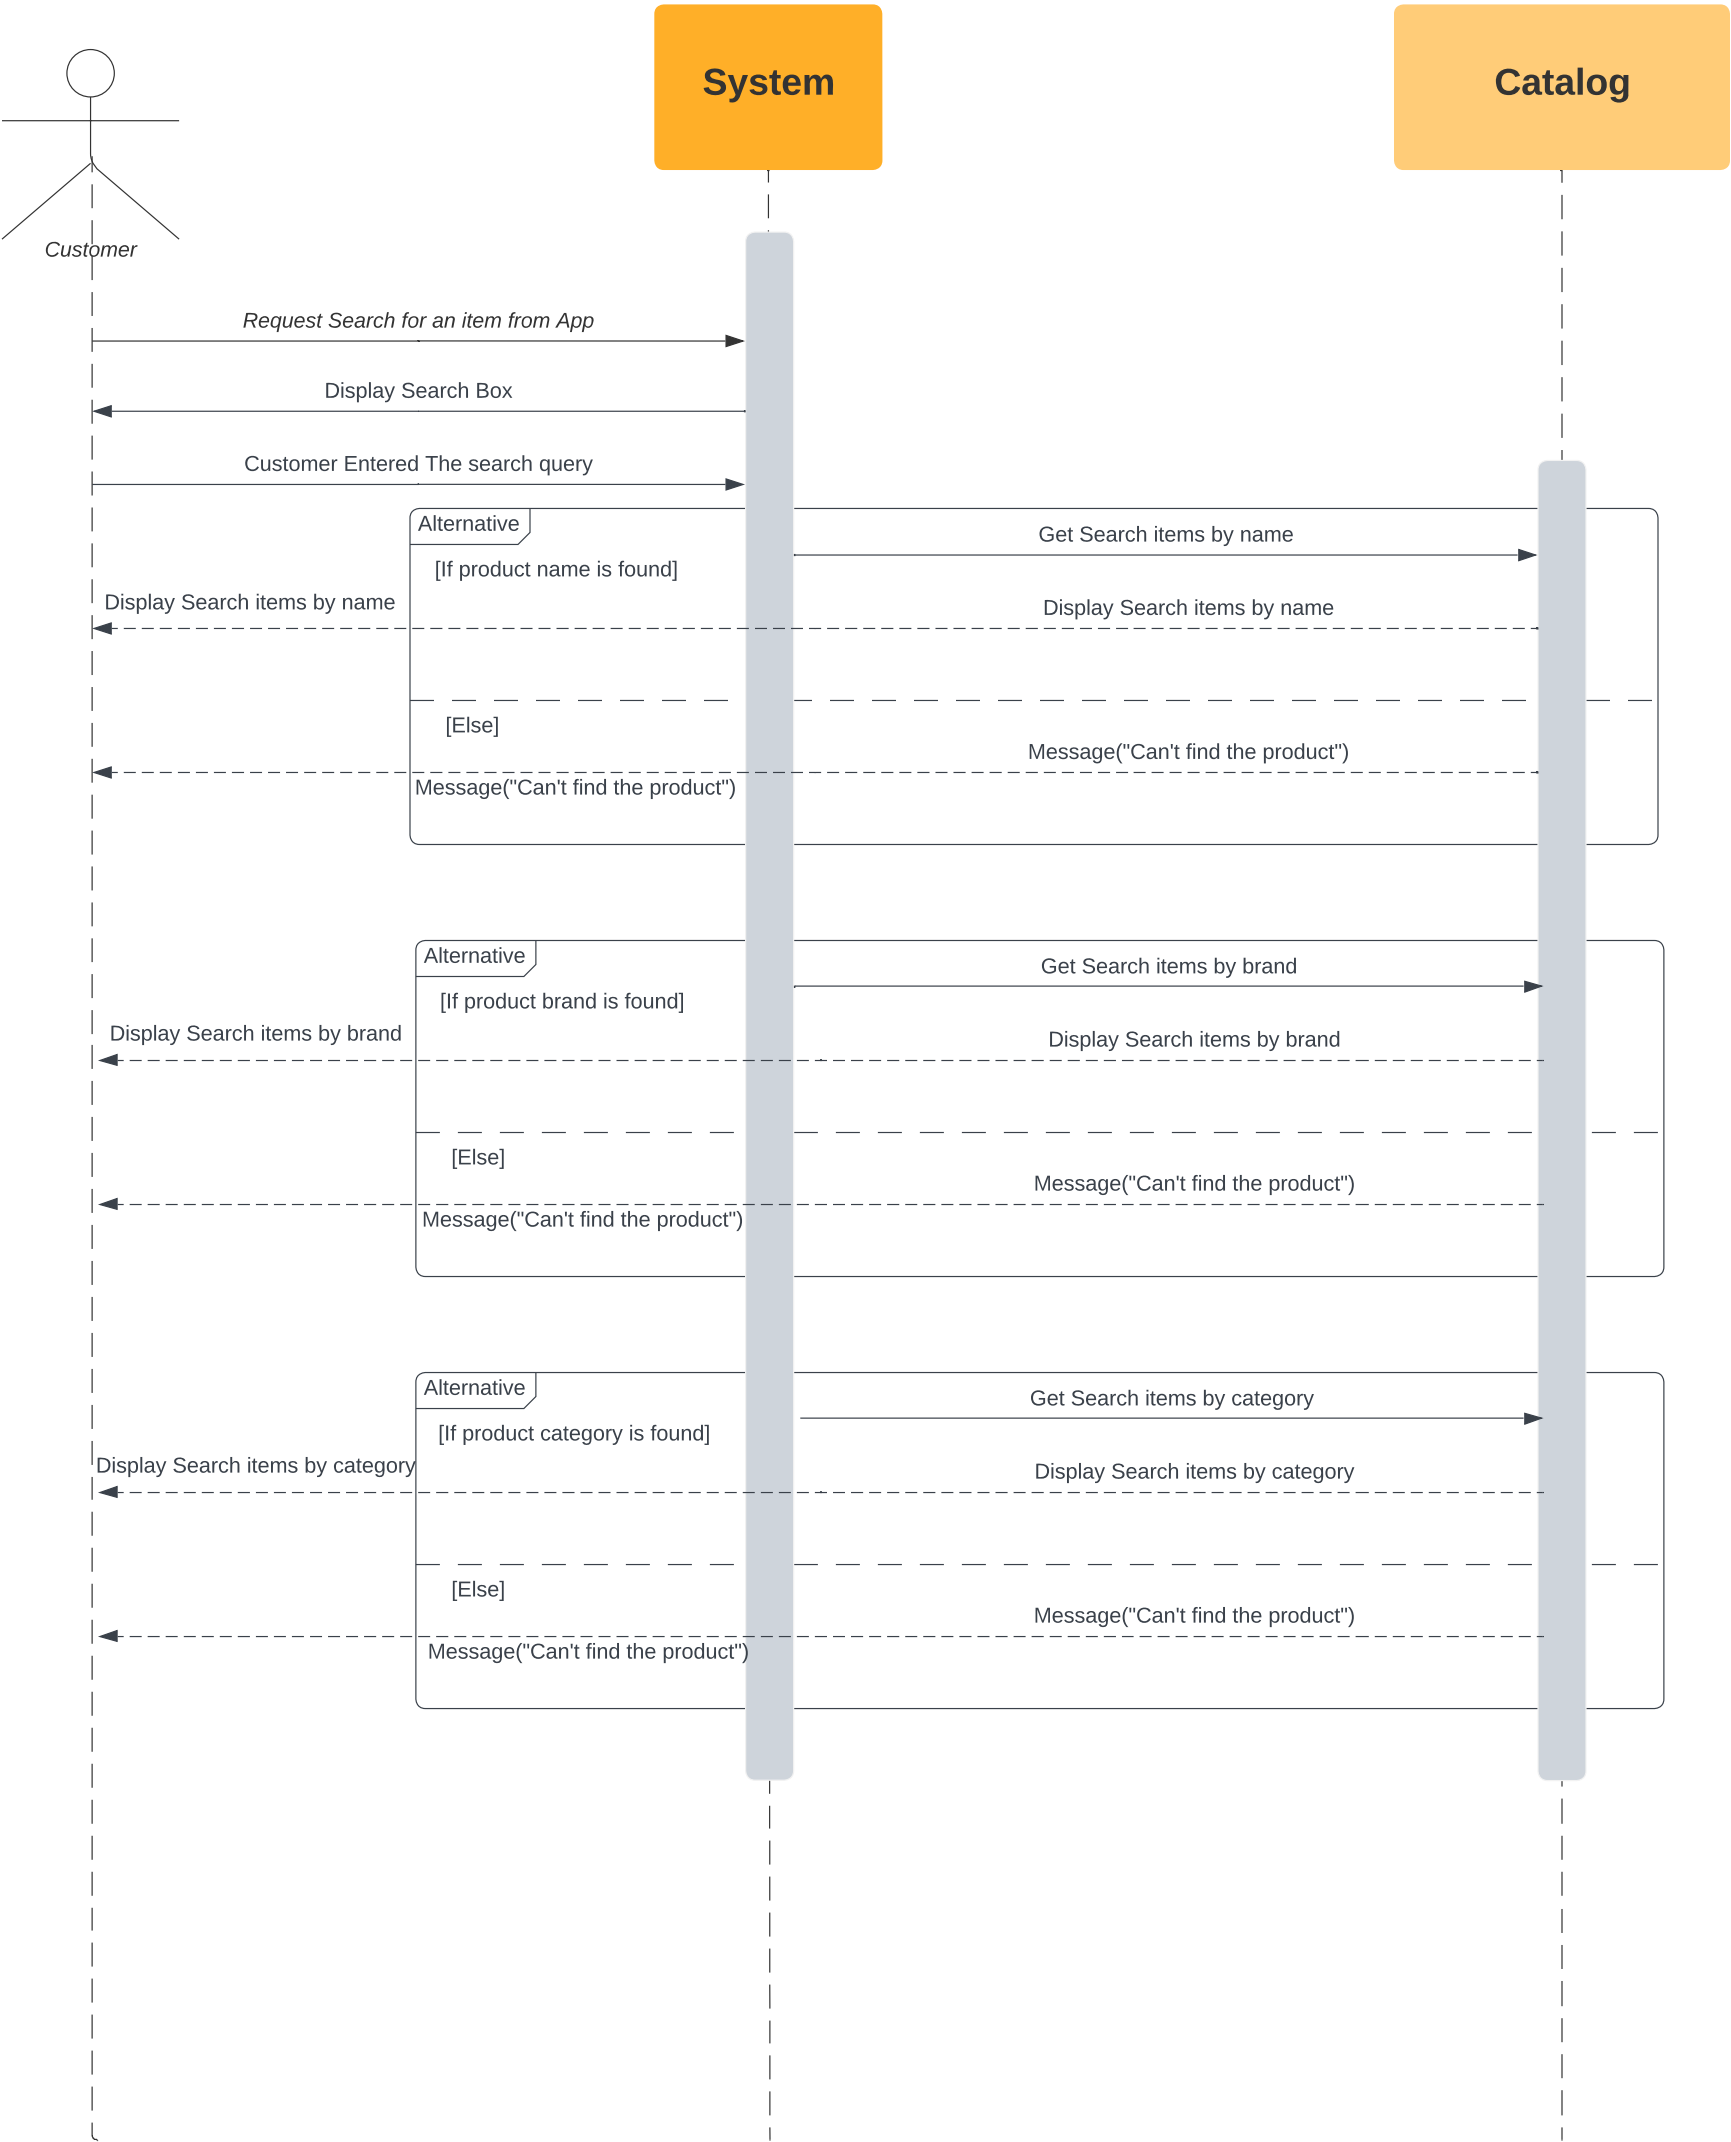 System
Catalog
Customer
Request Search for an item from App
Display Search Box
Customer Entered The search query
Alternative
Get Search items by name
[If product name is found]
Display Search items by name
Display Search items by name
[Else]
Message("Can't find the product")
Message("Can't find the product")
Alternative
Get Search items by brand
[If product brand is found]
Display Search items by brand
Display Search items by brand
[Else]
Message("Can't find the product")
Message("Can't find the product")
Alternative
Get Search items by category
[If product category is found]
Display Search items by category
Display Search items by category
[Else]
Message("Can't find the product")
Message("Can't find the product")